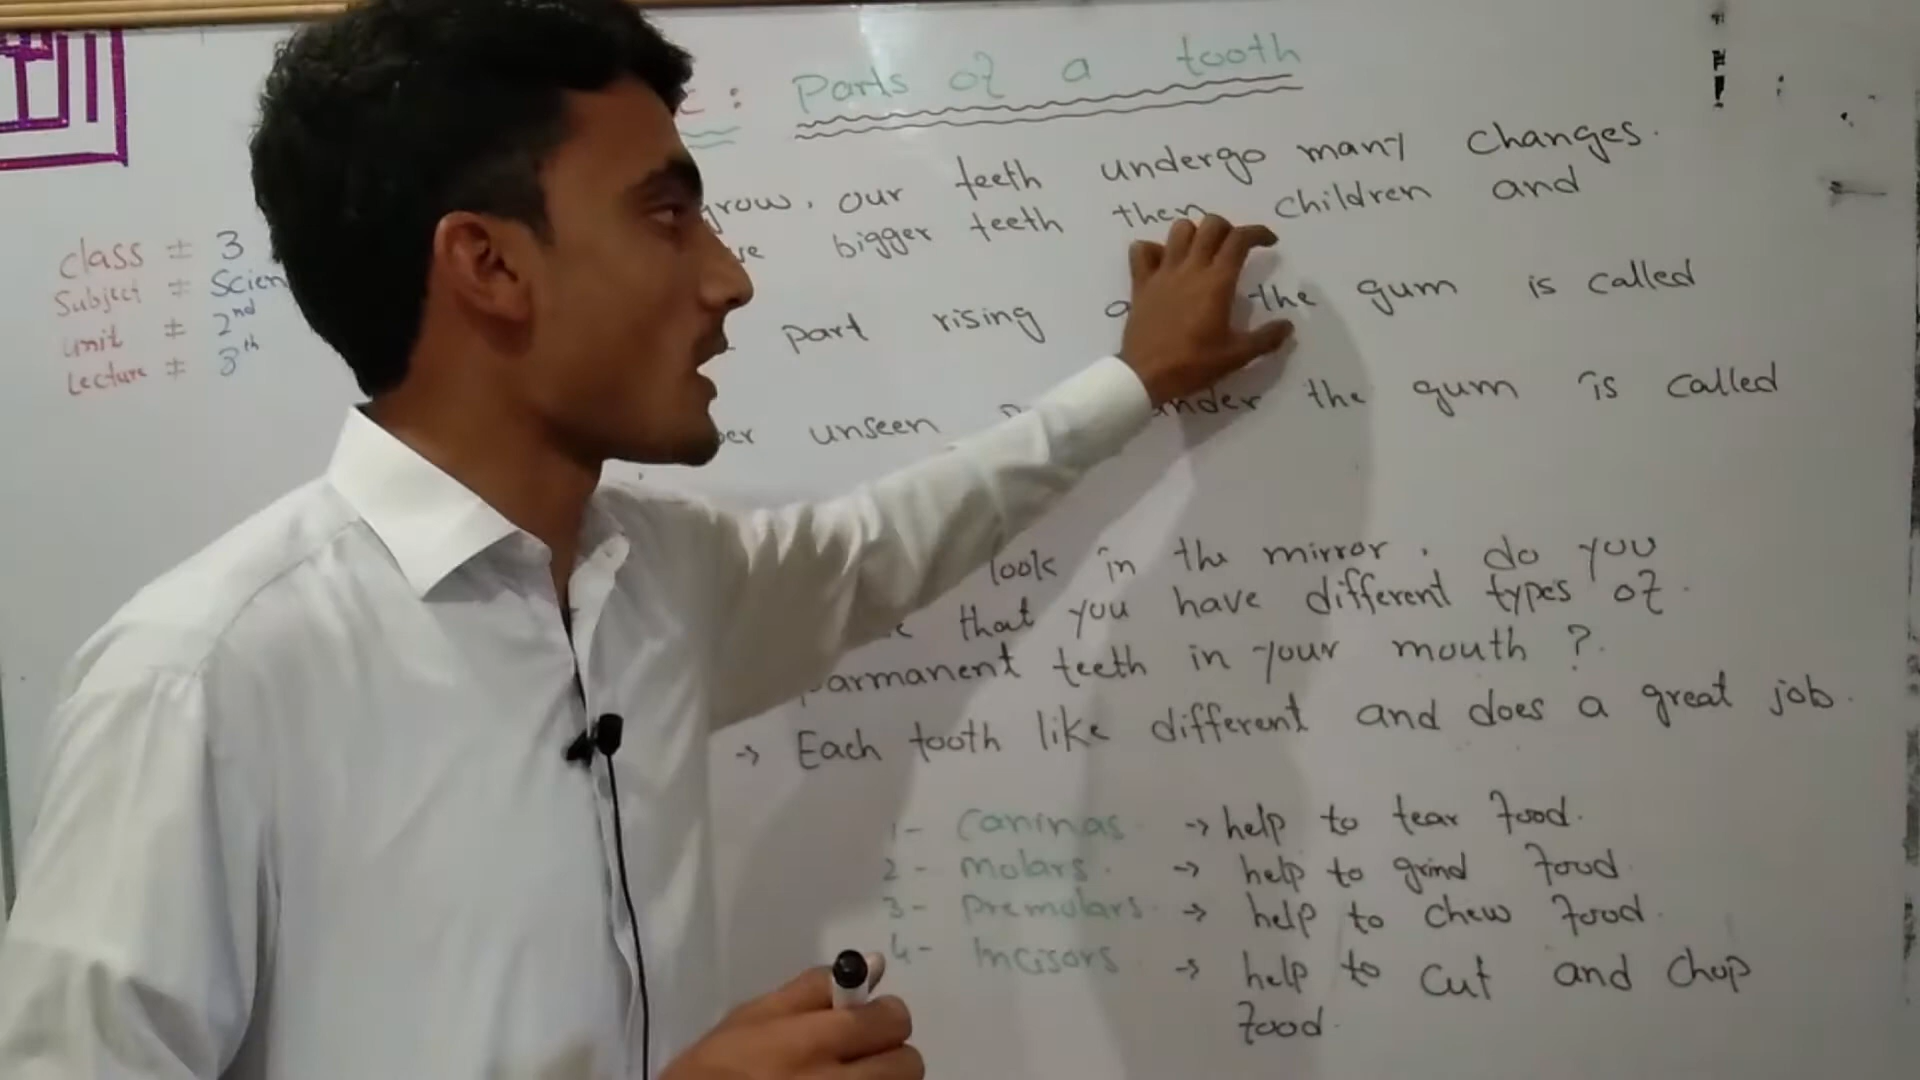 Parts of a tooth
class = 3
Subject =
unit = 2nd
Lecture = 3th
grow, our teeth undergo many changes.
bigger teeth then children and
part rising the gum is called
unseen under the gum is called
look in the mirror. do you
that you have different types of
parmanent teeth in your mouth ?.
→ Each tooth like different and does a great job.
1- Caninas → help to tear food.
2- Molars. → help to grind food
3- Premolars. → help to chew food.
4- Incisors → help to cut and chop
food.